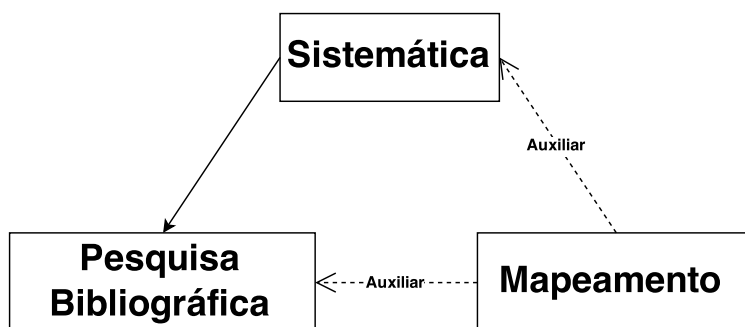 Sistemática
Auxiliar
Pesquisa
Bibliográfica
Auxiliar
Mapeamento